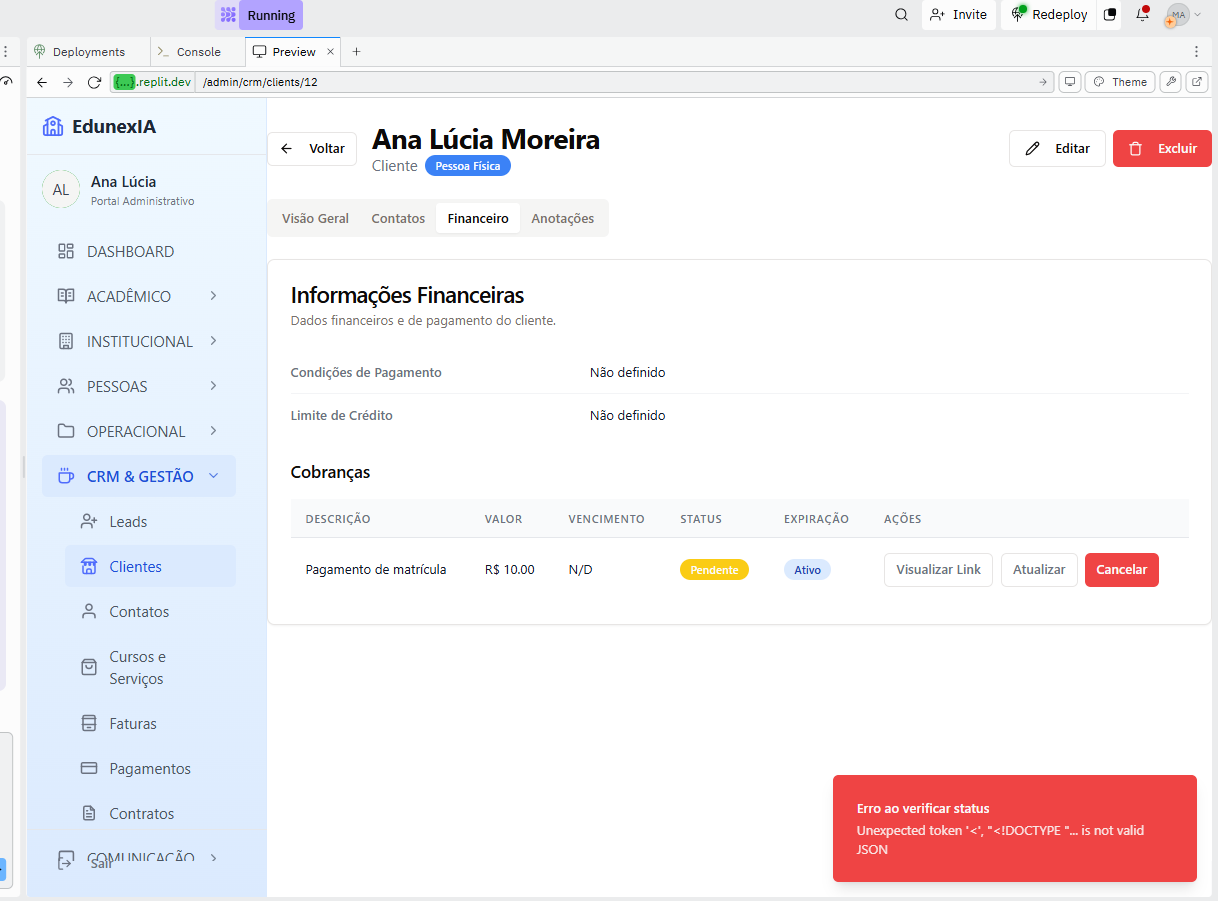 Running
Invite
Redeploy
MA
Deployments
Console
Preview
{...}.replit.dev
/admin/crm/clients/12
Theme
EdunexIA
AL
Ana Lúcia
Portal Administrativo
DASHBOARD
ACADÊMICO
INSTITUCIONAL
PESSOAS
OPERACIONAL
CRM & GESTÃO
Leads
Clientes
Contatos
Cursos e
Serviços
Faturas
Pagamentos
Contratos
COMUNICAÇÃO
Sair
Voltar
Ana Lúcia Moreira
Cliente
Pessoa Física
Editar
Excluir
Visão Geral
Contatos
Financeiro
Anotações
Informações Financeiras
Dados financeiros e de pagamento do cliente.
Condições de Pagamento
Não definido
Limite de Crédito
Não definido
Cobranças
DESCRIÇÃO VALOR VENCIMENTO STATUS EXPIRAÇÃO AÇÕES
Pagamento de matrícula R$ 10.00 N/D Pendente Ativo Visualizar Link Atualizar Cancelar
Erro ao verificar status
Unexpected token '<', "<!DOCTYPE "... is not valid
JSON